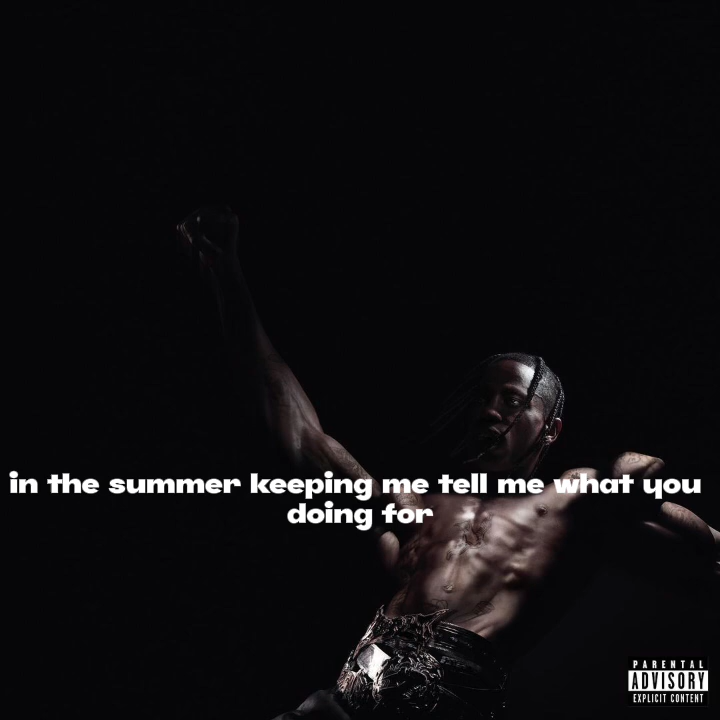 in the summer keeping me tell me what you
doing for
PARENTAL
ADVISORY
EXPLICIT CONTENT